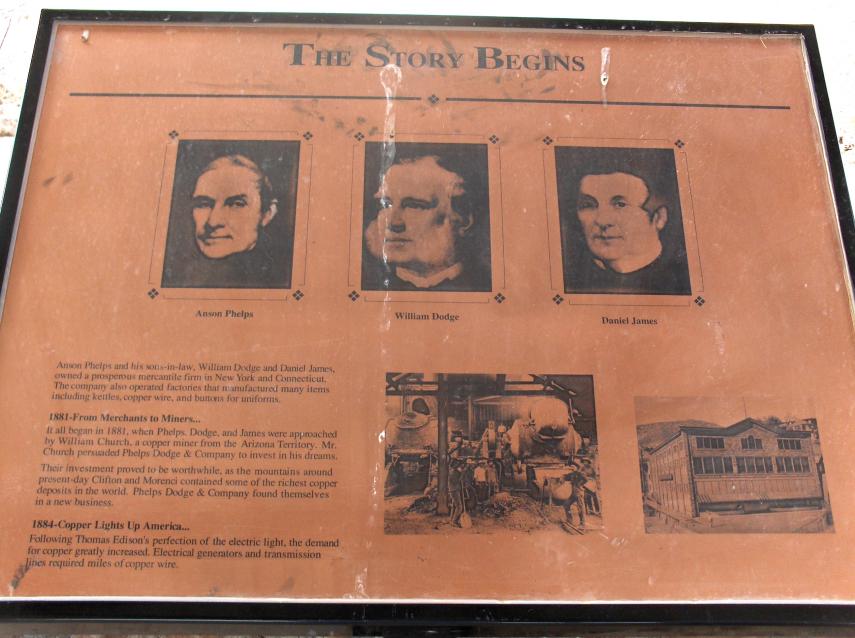 THE STORY BEGINS
Anson Phelps
William Dodge
Daniel James
Anson Phelps and his sons-in-law, William Dodge and Daniel James,
owned a prosperous mercantile firm in New York and Connecticut.
The company also operated factories that manufactured many items
including kettles, copper wire, and buttons for uniforms.
1881-From Merchants to Miners...
It all began in 1881, when Phelps, Dodge, and James were approached
by William Church, a copper miner from the Arizona Territory. Mr.
Church persuaded Phelps Dodge & Company to invest in his dreams.
Their investment proved to be worthwhile, as the mountains around
present-day Clifton and Morenci contained some of the richest copper
deposits in the world. Phelps Dodge & Company found themselves
in a new business.
1884-Copper Lights Up America...
Following Thomas Edison's perfection of the electric light, the demand
for copper greatly increased. Electrical generators and transmission
lines required miles of copper wire.